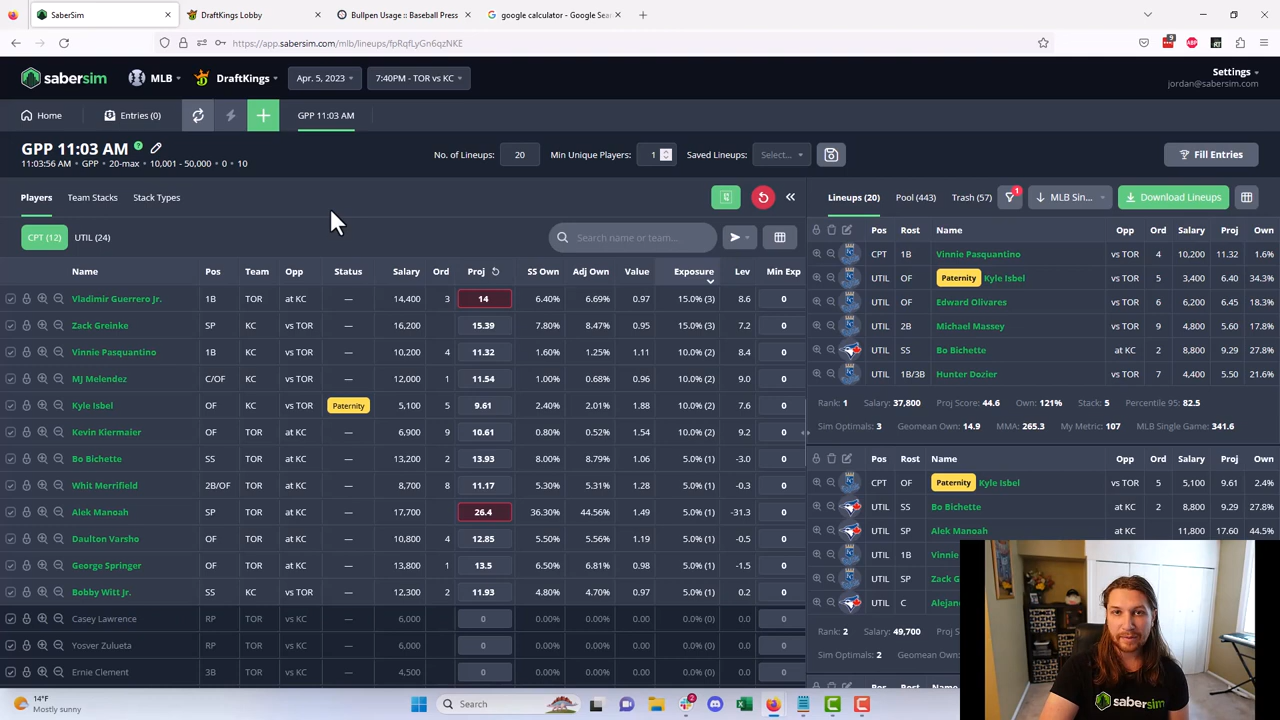 SaberSim
DraftKings Lobby
Bullpen Usage :: Baseball Press
google calculator - Google Sea
https://app.sabersim.com/mlb/lineups/fpRqfLyGn6qzNKE
9
sabersim
MLB
DraftKings
Apr. 5, 2023
7:40PM - TOR vs KC
Settings
jordan@sabersim.com
Home
Entries (0)
GPP 11:03 AM
GPP 11:03 AM
11:03:56 AM • GPP • 20-max • 10,001 - 50,000 • 0 • 10
No. of Lineups: 20
Min Unique Players: 1
Saved Lineups: Select...
Fill Entries
Players Team Stacks Stack Types
Lineups (20) Pool (443) Trash (57) 1 MLB Sin... Download Lineups
CPT (12) UTIL (24)
Search name or team...
Name Pos Team Opp Status Salary Ord Proj SS Own Adj Own Value Exposure Lev Min Exp
Vladimir Guerrero Jr. 1B TOR at KC — 14,400 3 14 6.40% 6.69% 0.97 15.0% (3) 8.6 0
Zack Greinke SP KC vs TOR — 16,200 15.39 7.80% 8.47% 0.95 15.0% (3) 7.2 0
Vinnie Pasquantino 1B KC vs TOR — 10,200 4 11.32 1.60% 1.25% 1.11 10.0% (2) 8.4 0
MJ Melendez C/OF KC vs TOR — 12,000 1 11.54 1.00% 0.68% 0.96 10.0% (2) 9.0 0
Kyle Isbel OF KC vs TOR Paternity 5,100 5 9.61 2.40% 2.01% 1.88 10.0% (2) 7.6 0
Kevin Kiermaier OF TOR at KC — 6,900 9 10.61 0.80% 0.52% 1.54 10.0% (2) 9.2 0
Bo Bichette SS TOR at KC — 13,200 2 13.93 8.00% 8.79% 1.06 5.0% (1) -3.0 0
Whit Merrifield 2B/OF TOR at KC — 8,700 8 11.17 5.30% 5.31% 1.28 5.0% (1) -0.3 0
Alek Manoah SP TOR at KC — 17,700 26.4 36.30% 44.56% 1.49 5.0% (1) -31.3 0
Daulton Varsho OF TOR at KC — 10,800 4 12.85 5.50% 5.56% 1.19 5.0% (1) -0.5 0
George Springer OF TOR at KC — 13,800 1 13.5 6.50% 6.81% 0.98 5.0% (1) -1.5 0
Bobby Witt Jr. SS KC vs TOR — 12,300 2 11.93 4.80% 4.70% 0.97 5.0% (1) 0.2 0
Casey Lawrence RP TOR at KC — 6,000 0 0.00% 0.00% 0.00 0.0% (0) 0.0 0
Yosver Zulueta RP TOR at KC — 6,000 0 0.00% 0.00% 0.00 0.0% (0) 0.0 0
Ernie Clement 3B TOR at KC — 4,500 0 0.00% 0.00% 0.00 0.0% (0) 0.0 0
Pos Rost Name Opp Ord Salary Proj Own
CPT 1B Vinnie Pasquantino vs TOR 4 10,200 11.32 1.6%
UTIL OF Paternity Kyle Isbel vs TOR 5 3,400 6.40 34.3%
UTIL OF Edward Olivares vs TOR 6 6,200 6.45 18.3%
UTIL 2B Michael Massey vs TOR 9 4,800 5.60 17.8%
UTIL SS Bo Bichette at KC 2 8,800 9.29 27.8%
UTIL 1B/3B Hunter Dozier vs TOR 7 4,400 5.50 21.6%
Rank: 1 Salary: 37,800 Proj Score: 44.6 Own: 121% Stack: 5 Percentile 95: 82.5
Sim Optimals: 3 Geomean Own: 14.9 MMA: 265.3 My Metric: 107 MLB Single Game: 341.6
Pos Rost Name Opp Ord Salary Proj Own
CPT OF Paternity Kyle Isbel vs TOR 5 5,100 9.61 2.4%
UTIL SS Bo Bichette at KC 2 8,800 9.29 27.8%
UTIL SP Alek Manoah at KC 11,800 17.60 44.5%
UTIL 1B Vinnie
UTIL SP Zack G
UTIL C Alejan
Rank: 2 Salary: 49,700 Proj S
Sim Optimals: 2 Geomean
sabersim
14°F
Mostly sunny
Search
2